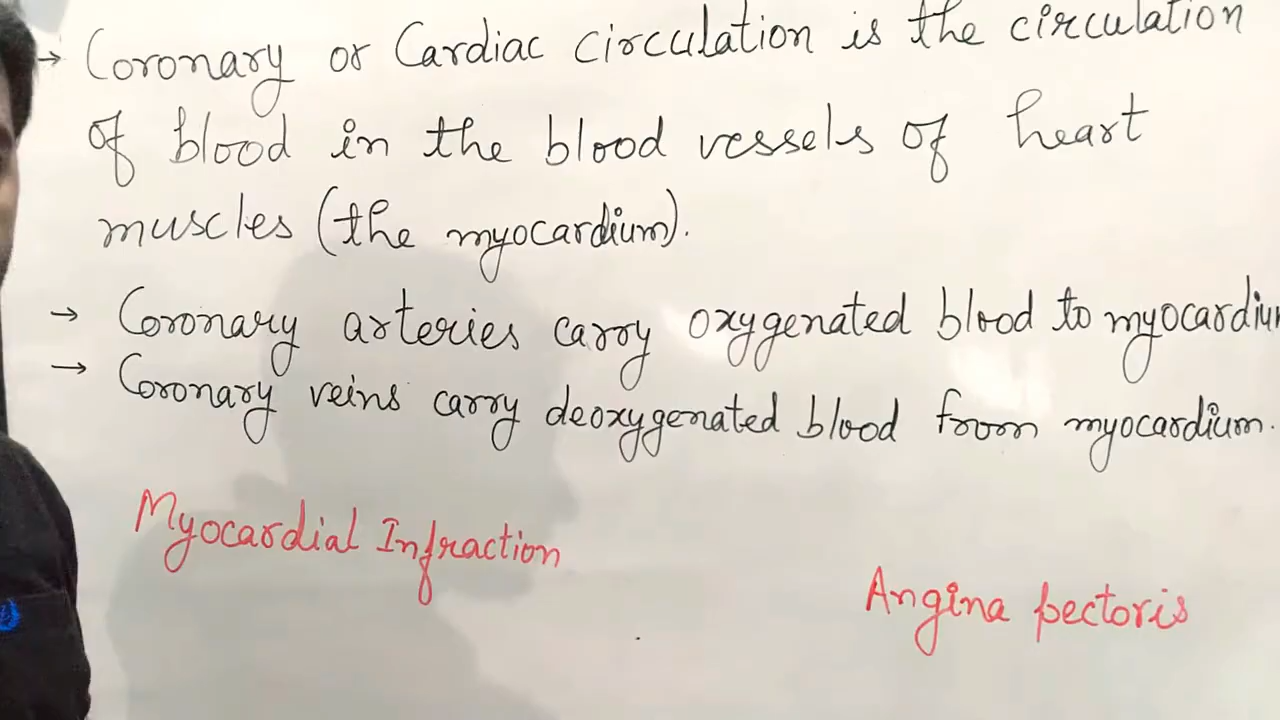 → Coronary or Cardiac circulation is the circulation
of blood in the blood vessels of heart
muscles (the myocardium).
→ Coronary arteries carry oxygenated blood to myocardium
→ Coronary veins carry deoxygenated blood from myocardium.
Myocardial Infraction
Angina pectoris